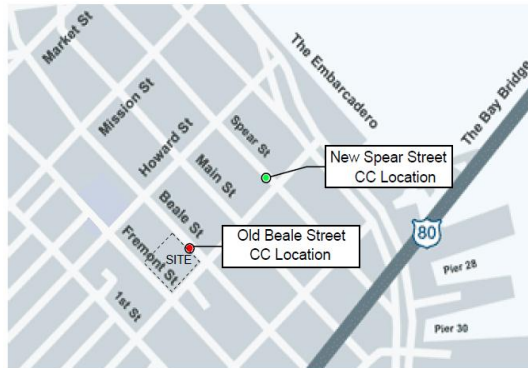 Market St
The Embarcadero
Mission St
The Bay Bridge
Howard St
Spear St
Main St
New Spear Street
CC Location
Beale St
80
Old Beale Street
CC Location
Fremont St
SITE
Pier 28
1st St
Pier 30